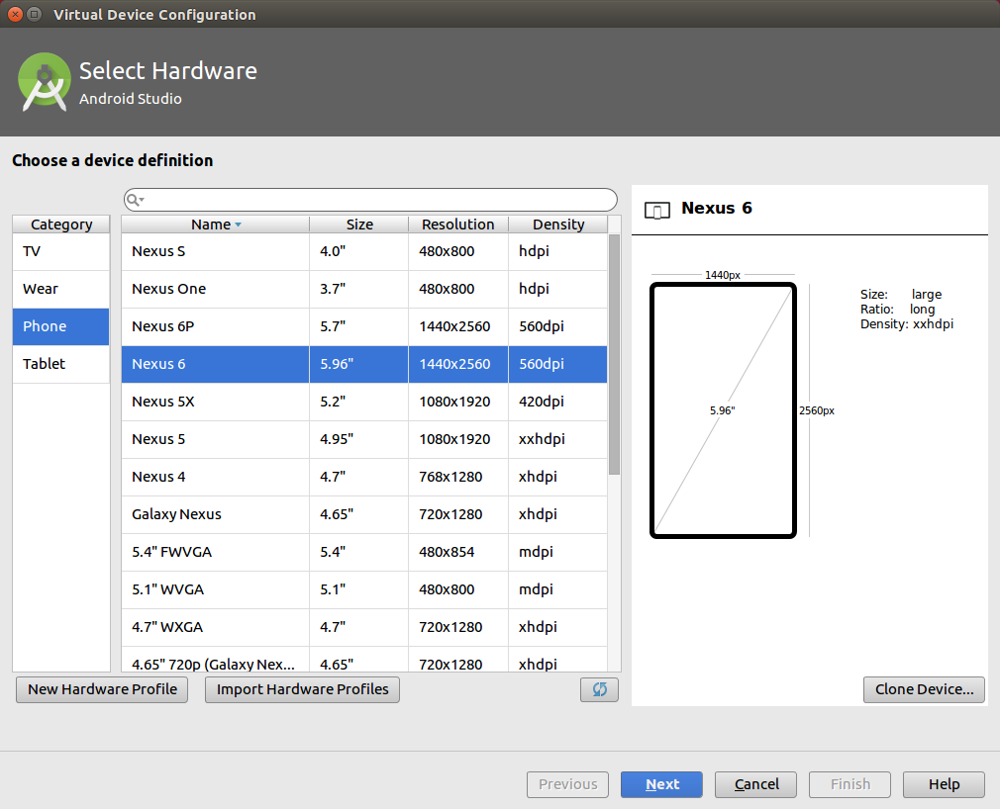 Virtual Device Configuration
Select Hardware
Android Studio
Choose a device definition
Category
TV
Wear
Phone
Tablet
Name Size Resolution Density
Nexus S 4.0" 480x800 hdpi
Nexus One 3.7" 480x800 hdpi
Nexus 6P 5.7" 1440x2560 560dpi
Nexus 6 5.96" 1440x2560 560dpi
Nexus 5X 5.2" 1080x1920 420dpi
Nexus 5 4.95" 1080x1920 xxhdpi
Nexus 4 4.7" 768x1280 xhdpi
Galaxy Nexus 4.65" 720x1280 xhdpi
5.4" FWVGA 5.4" 480x854 mdpi
5.1" WVGA 5.1" 480x800 mdpi
4.7" WXGA 4.7" 720x1280 xhdpi
4.65" 720p (Galaxy Nex... 4.65" 720x1280 xhdpi
New Hardware Profile Import Hardware Profiles
Nexus 6
1440px
5.96"
2560px
Size: large
Ratio: long
Density: xxhdpi
Clone Device...
Previous Next Cancel Finish Help